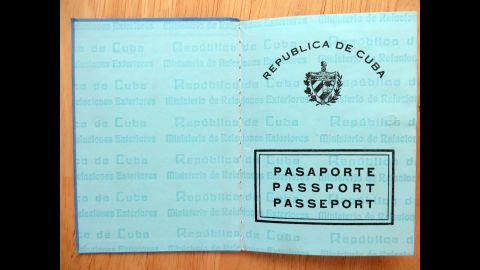 REPUBLICA DE CUBA
PASAPORTE
PASSPORT
PASSEPORT
República de Cuba
Ministerio de Relaciones Exteriores